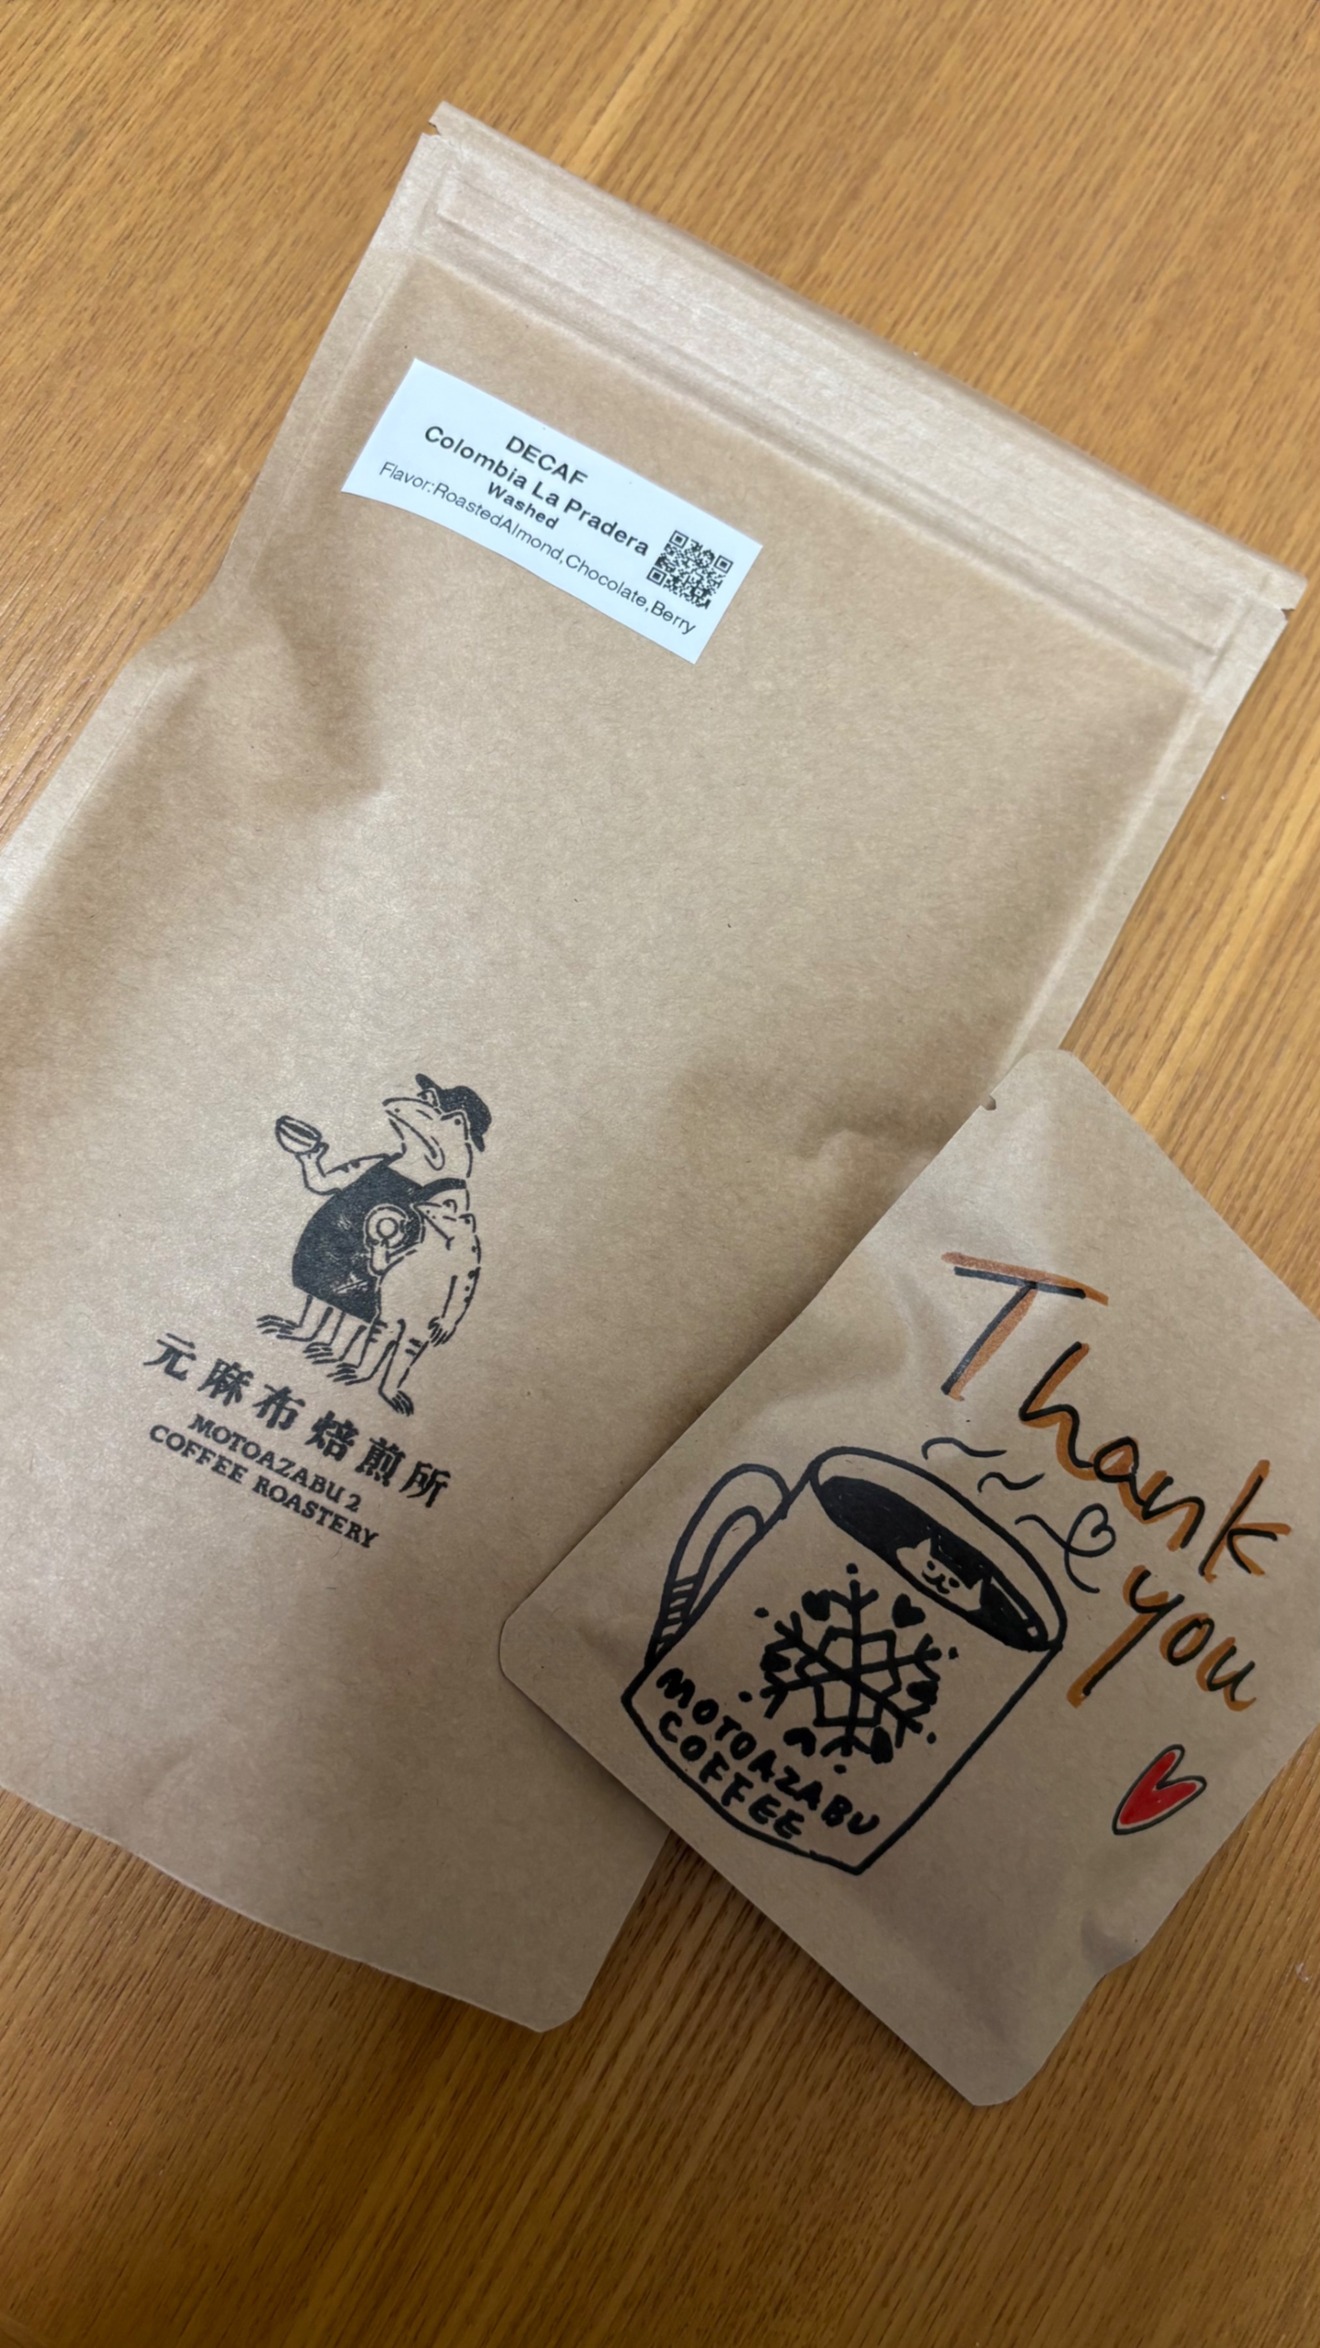 DECAF
Colombia La Pradera
Washed
Flavor:RoastedAlmond,Chocolate,Berry
元麻布焙煎所
MOTOAZABU 2
COFFEE ROASTERY
Thank
you
MOTOAZABU
COFFEE